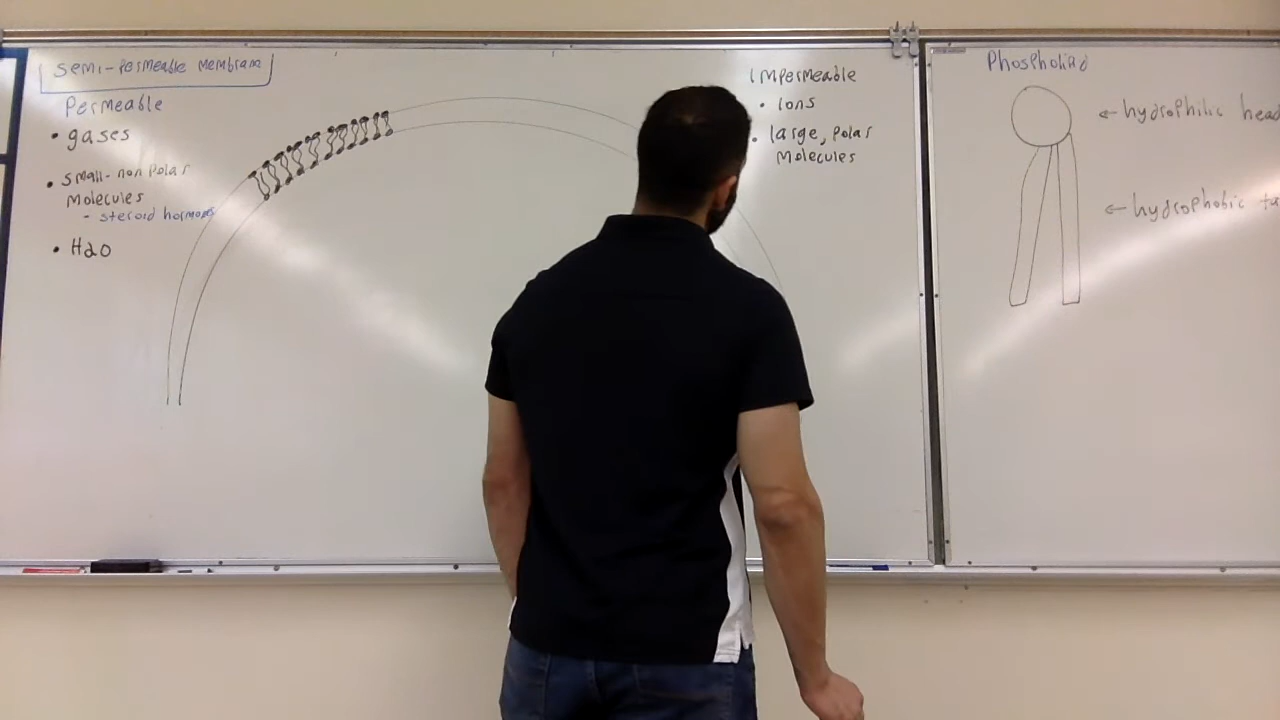 Semi-Permeable Membrane
Permeable
• gases
• small-non polar
molecules
- steroid hormones
• H2O
Impermeable
• Ions
• large, polar
molecules
Phospholipid
← hydrophilic head
← hydrophobic